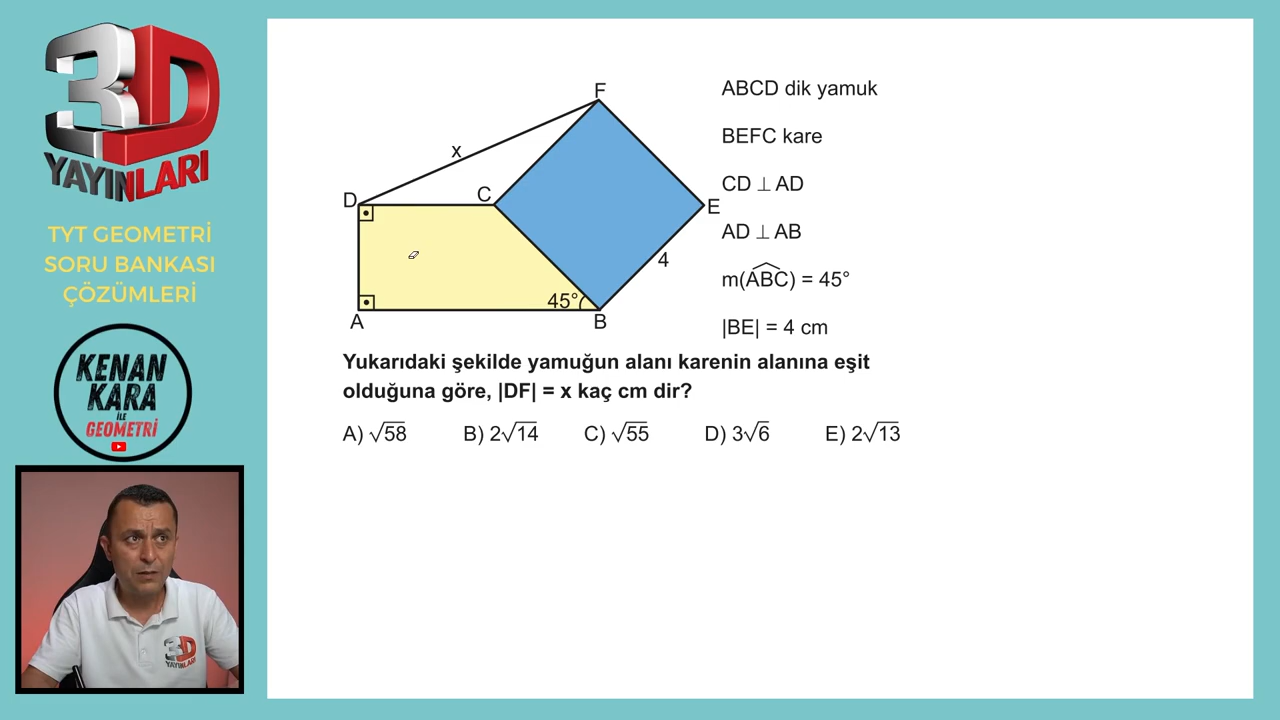 3D
YAYINLARI
TYT GEOMETRİ
SORU BANKASI
ÇÖZÜMLERİ
KENAN
KARA
İLE
GEOMETRİ
3D
YAYINLARI
F
x
D
C
E
4
45°
A
B
ABCD dik yamuk
BEFC kare
CD ⊥ AD
AD ⊥ AB
m(ABC) = 45°
|BE| = 4 cm
Yukarıdaki şekilde yamuğun alanı karenin alanına eşit
olduğuna göre, |DF| = x kaç cm dir?
A) √58 B) 2√14 C) √55 D) 3√6 E) 2√13